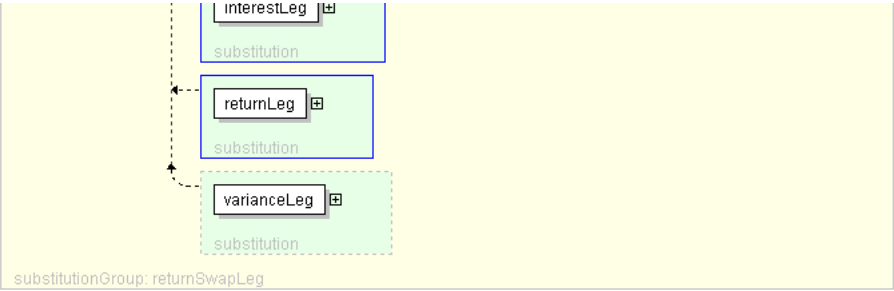 interestLeg
substitution
returnLeg
substitution
varianceLeg
substitution
substitutionGroup: returnSwapLeg